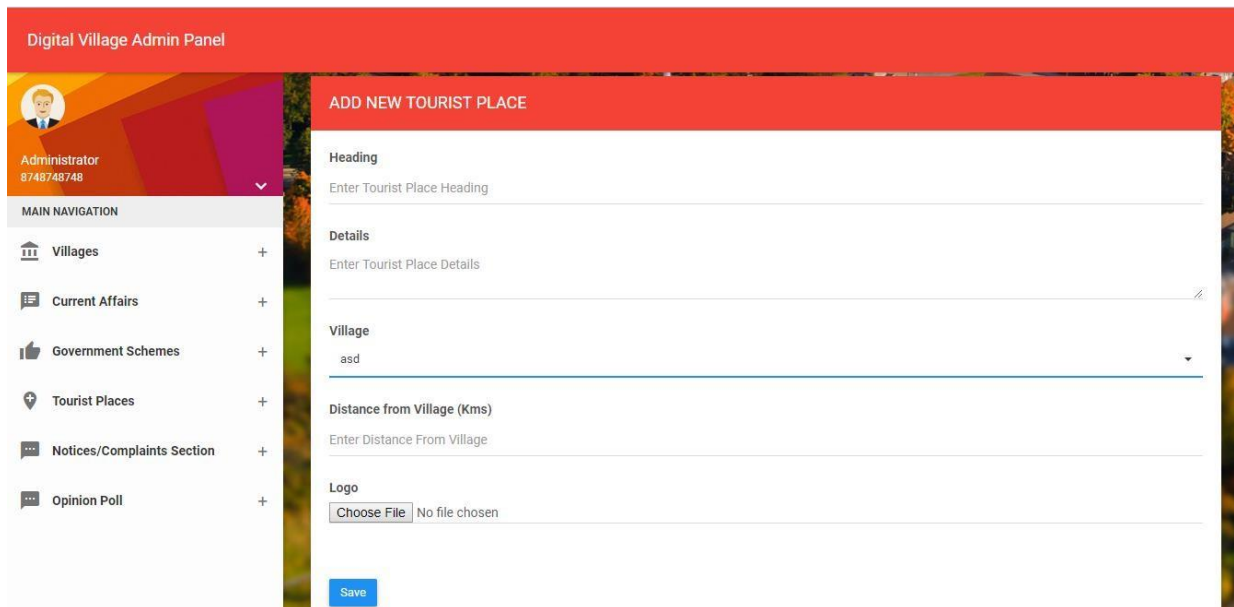 Digital Village Admin Panel
Administrator
8748748748
MAIN NAVIGATION
Villages
Current Affairs
Government Schemes
Tourist Places
Notices/Complaints Section
Opinion Poll
ADD NEW TOURIST PLACE
Heading
Enter Tourist Place Heading
Details
Enter Tourist Place Details
Village
asd
Distance from Village (Kms)
Enter Distance From Village
Logo
Choose File No file chosen
Save